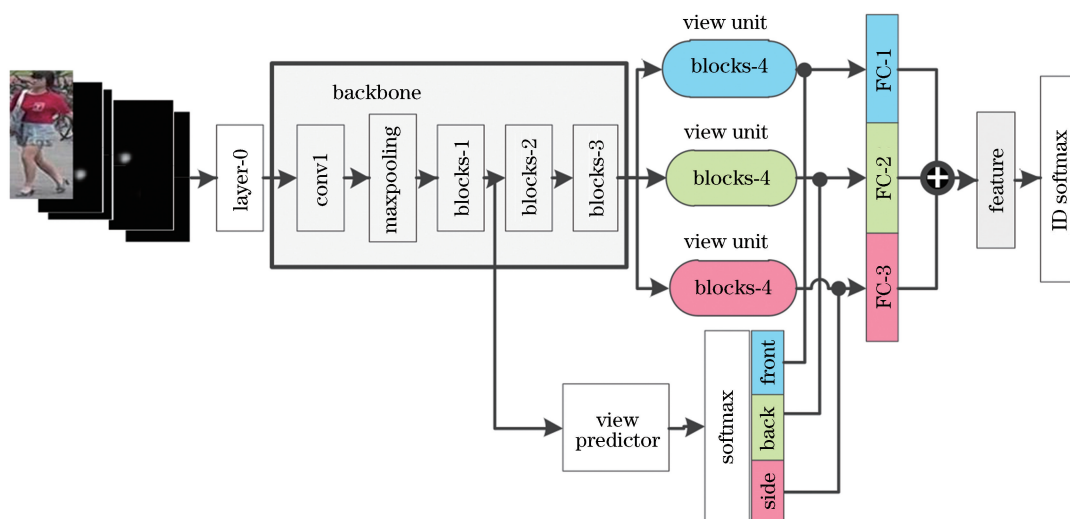 layer-0
backbone
conv1
maxpooling
blocks-1
blocks-2
blocks-3
view unit
blocks-4
view unit
blocks-4
view unit
blocks-4
FC-1
FC-2
FC-3
feature
ID softmax
view
predictor
softmax
front
back
side